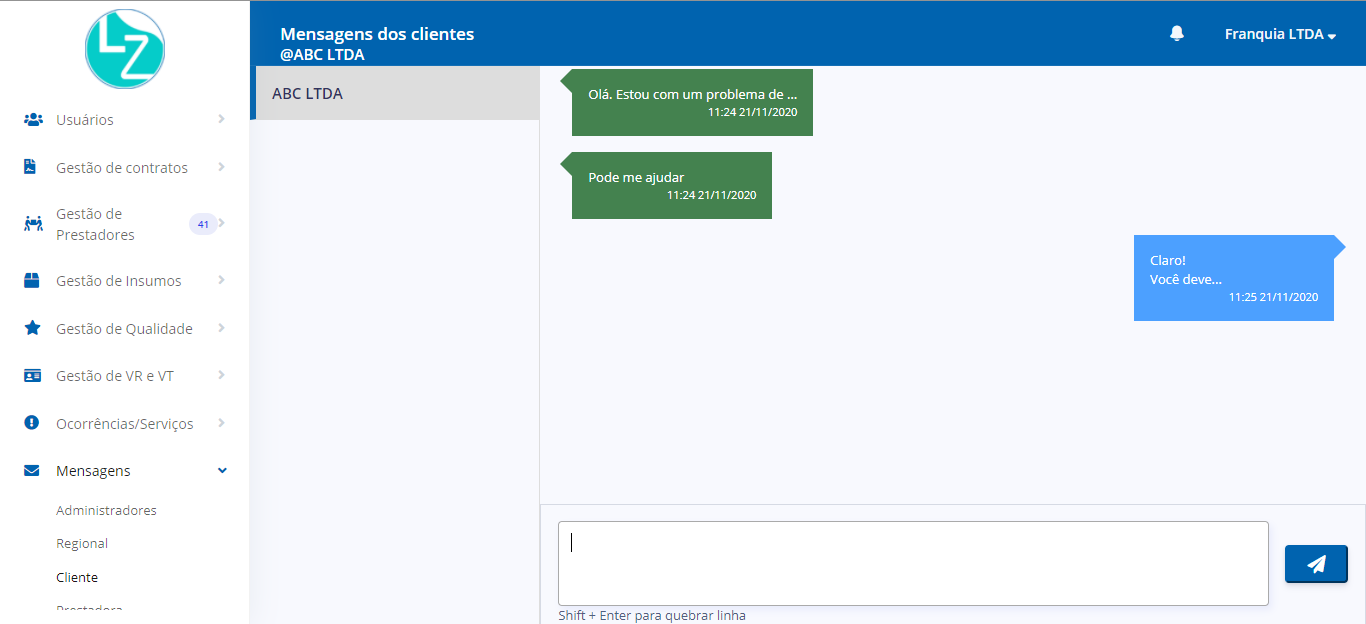 LZ
Usuários
Gestão de contratos
Gestão de
Prestadores
41
Gestão de Insumos
Gestão de Qualidade
Gestão de VR e VT
Ocorrências/Serviços
Mensagens
Administradores
Regional
Cliente
Prestadora
Mensagens dos clientes
@ABC LTDA
Franquia LTDA
ABC LTDA
Olá. Estou com um problema de ...
11:24 21/11/2020
Pode me ajudar
11:24 21/11/2020
Claro!
Você deve...
11:25 21/11/2020
Shift + Enter para quebrar linha